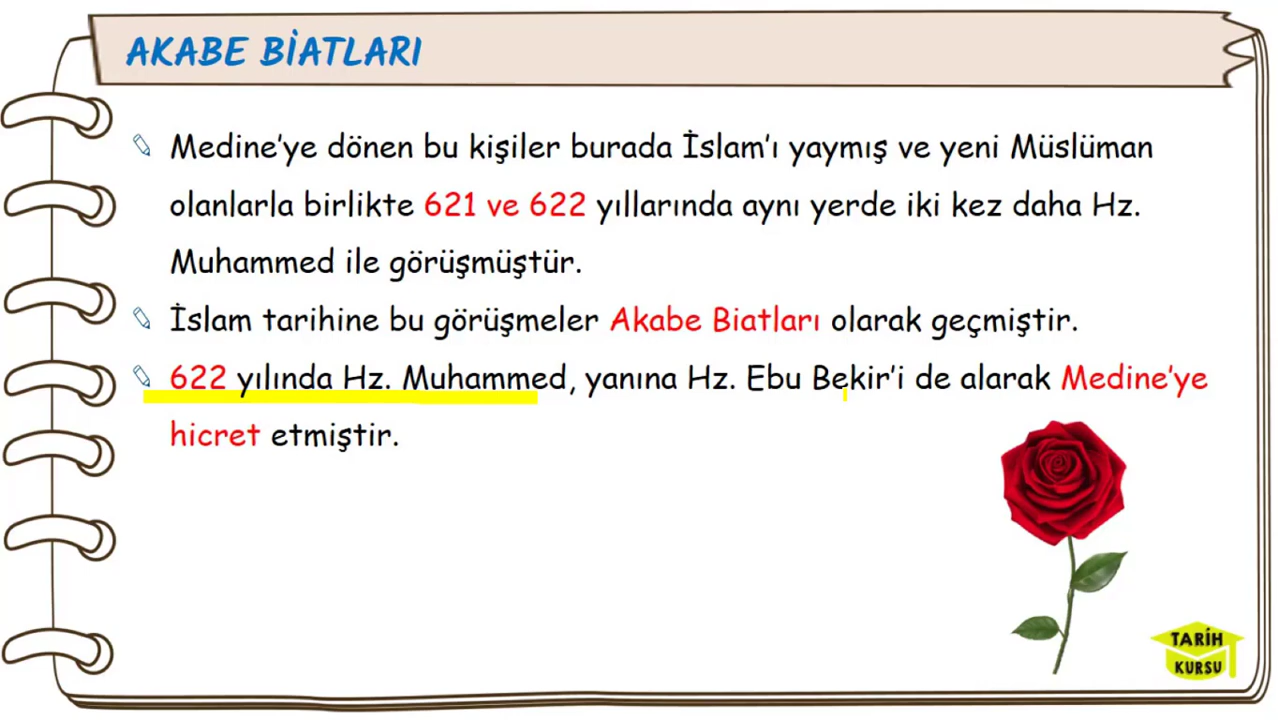 AKABE BİATLARI
Medine’ye dönen bu kişiler burada İslam’ı yaymış ve yeni Müslüman
olanlarla birlikte 621 ve 622 yıllarında aynı yerde iki kez daha Hz.
Muhammed ile görüşmüştür.
İslam tarihine bu görüşmeler Akabe Biatları olarak geçmiştir.
622 yılında Hz. Muhammed, yanına Hz. Ebu Bekir’i de alarak Medine’ye
hicret etmiştir.
TARİH
KURSU